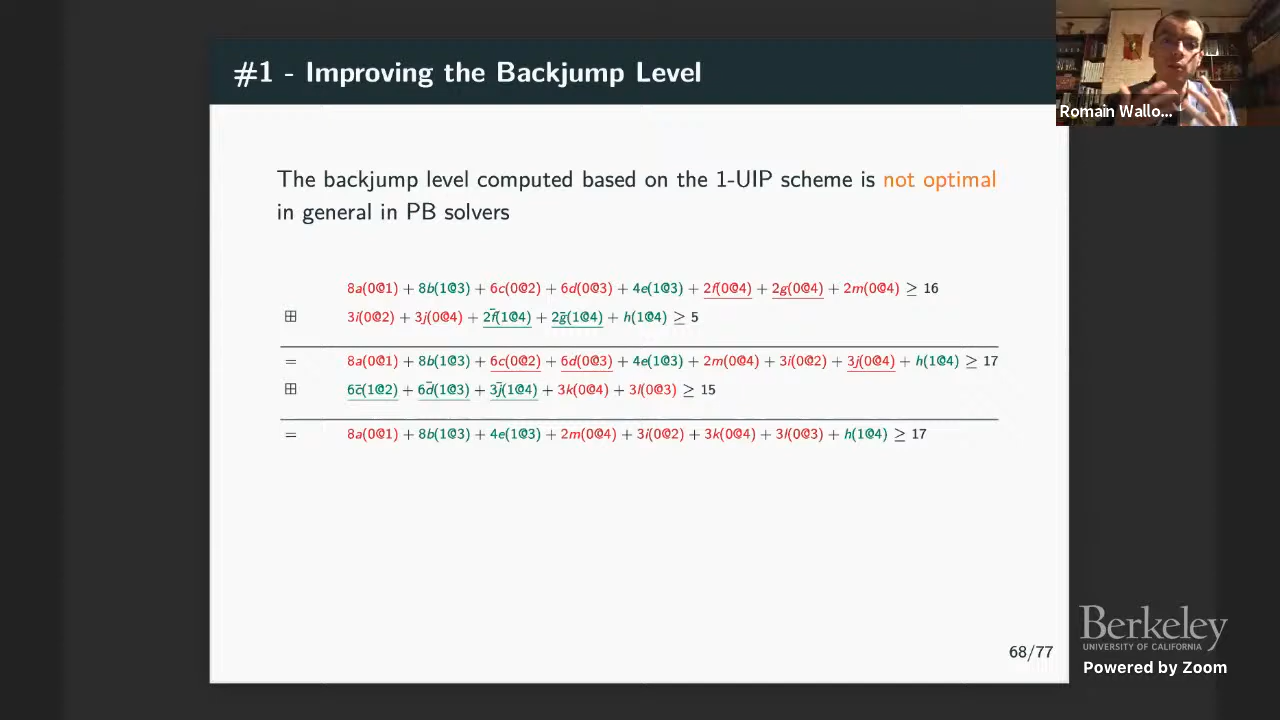 #1 - Improving the Backjump Level
Romain Wallo...
The backjump level computed based on the 1-UIP scheme is not optimal
in general in PB solvers
8a(0@1) + 8b(1@3) + 6c(0@2) + 6d(0@3) + 4e(1@3) + 2f(0@4) + 2g(0@4) + 2m(0@4) ≥ 16
⊞ 3i(0@2) + 3j(0@4) + 2f̄(1@4) + 2ḡ(1@4) + h(1@4) ≥ 5
= 8a(0@1) + 8b(1@3) + 6c(0@2) + 6d(0@3) + 4e(1@3) + 2m(0@4) + 3i(0@2) + 3j(0@4) + h(1@4) ≥ 17
⊞ 6c̄(1@2) + 6d̄(1@3) + 3j̄(1@4) + 3k(0@4) + 3l(0@3) ≥ 15
= 8a(0@1) + 8b(1@3) + 4e(1@3) + 2m(0@4) + 3i(0@2) + 3k(0@4) + 3l(0@3) + h(1@4) ≥ 17
68/77
Berkeley
UNIVERSITY OF CALIFORNIA
Powered by Zoom